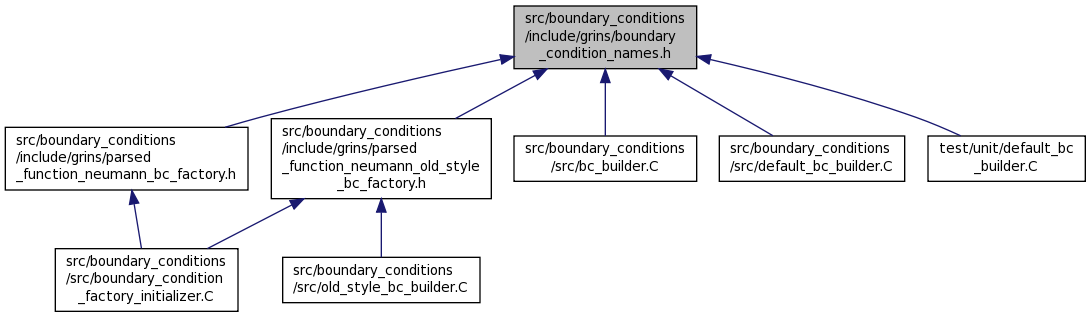 src/boundary_conditions
/include/grins/boundary
_condition_names.h
src/boundary_conditions
/include/grins/parsed
_function_neumann_bc_factory.h
src/boundary_conditions
/include/grins/parsed
_function_neumann_old_style
_bc_factory.h
src/boundary_conditions
/src/bc_builder.C
src/boundary_conditions
/src/default_bc_builder.C
test/unit/default_bc
_builder.C
src/boundary_conditions
/src/boundary_condition
_factory_initializer.C
src/boundary_conditions
/src/old_style_bc_builder.C